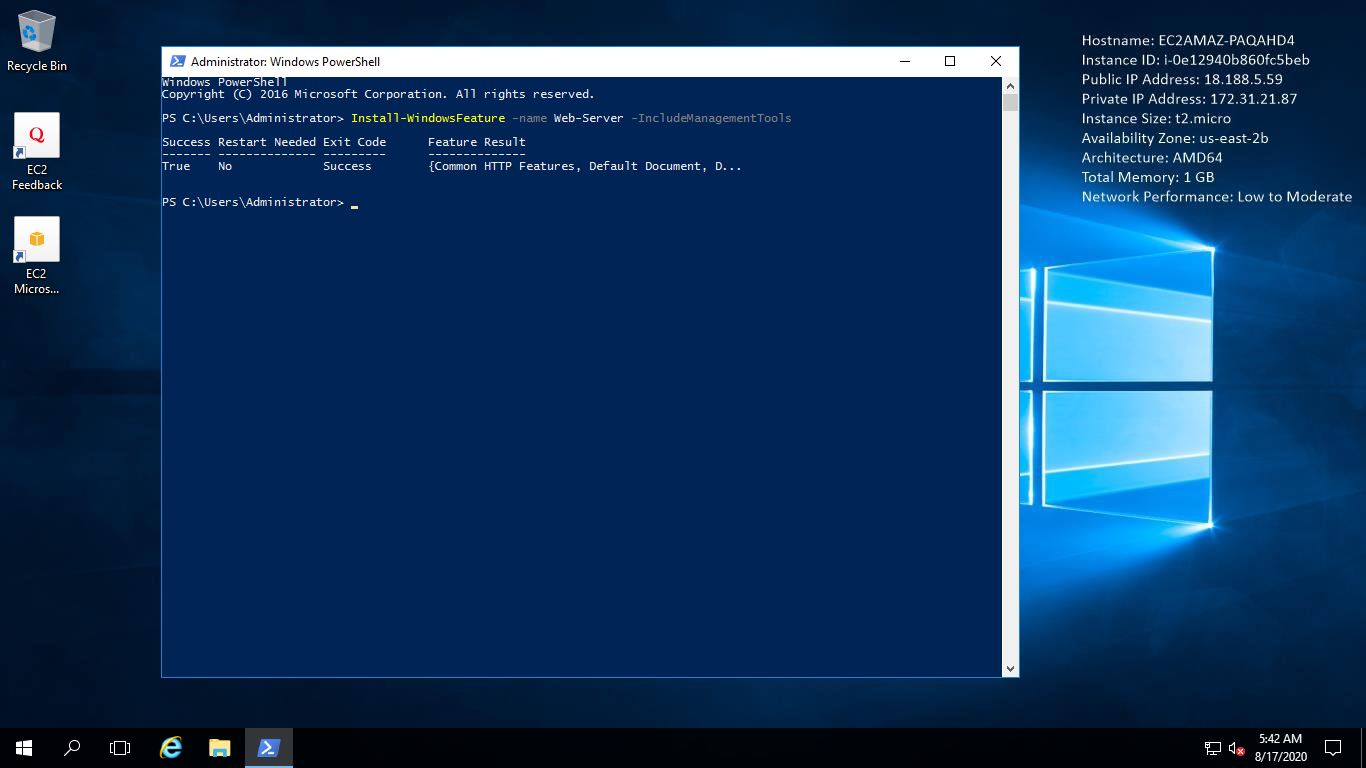 Recycle Bin
Q
EC2
Feedback
EC2
Micros...
Administrator: Windows PowerShell
Windows PowerShell
Copyright (C) 2016 Microsoft Corporation. All rights reserved.
PS C:\Users\Administrator> Install-WindowsFeature -name Web-Server -IncludeManagementTools
Success Restart Needed Exit Code      Feature Result
------- -------------- ---------      --------------
True    No             Success        {Common HTTP Features, Default Document, D...
PS C:\Users\Administrator> _
Hostname: EC2AMAZ-PAQAHD4
Instance ID: i-0e12940b860fc5beb
Public IP Address: 18.188.5.59
Private IP Address: 172.31.21.87
Instance Size: t2.micro
Availability Zone: us-east-2b
Architecture: AMD64
Total Memory: 1 GB
Network Performance: Low to Moderate
5:42 AM
8/17/2020